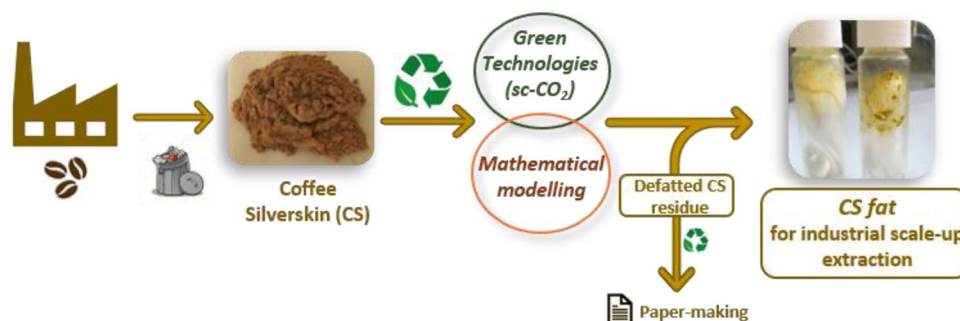 Coffee
Silverskin (CS)
Green
Technologies
(sc-CO₂)
Mathematical
modelling
Defatted CS
residue
Paper-making
CS fat
for industrial scale-up
extraction